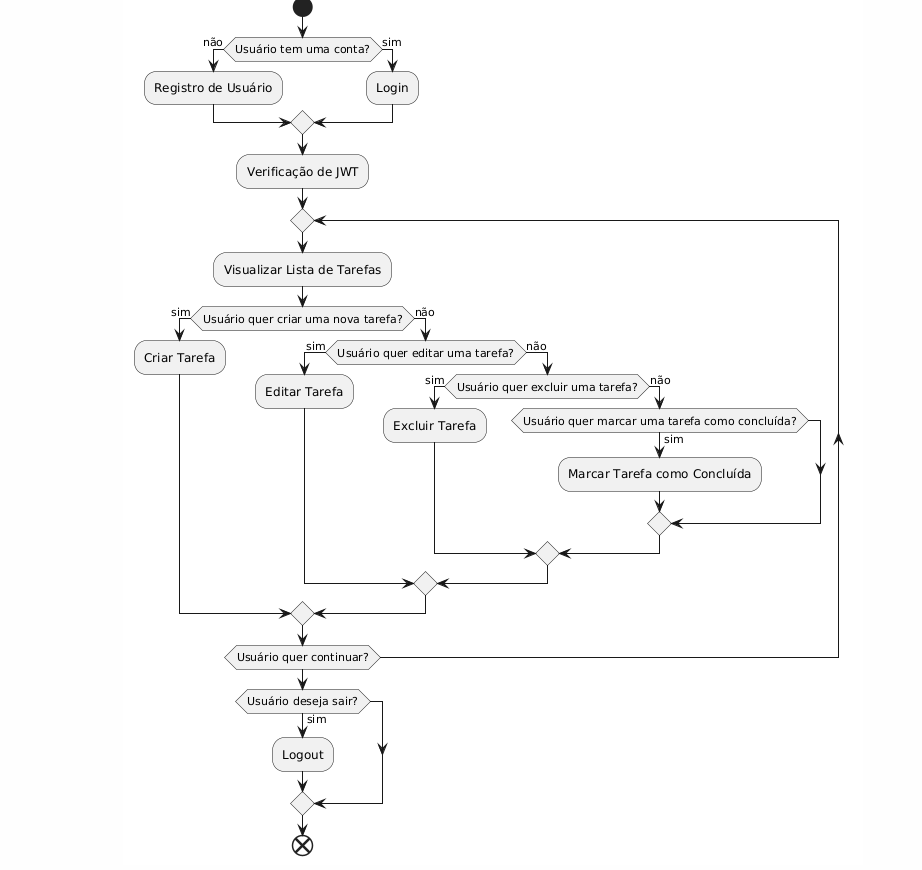 não
Usuário tem uma conta?
sim
Registro de Usuário
Login
Verificação de JWT
Visualizar Lista de Tarefas
sim
Usuário quer criar uma nova tarefa?
não
Criar Tarefa
sim
Usuário quer editar uma tarefa?
não
Editar Tarefa
sim
Usuário quer excluir uma tarefa?
não
Excluir Tarefa
Usuário quer marcar uma tarefa como concluída?
sim
Marcar Tarefa como Concluída
Usuário quer continuar?
Usuário deseja sair?
sim
Logout